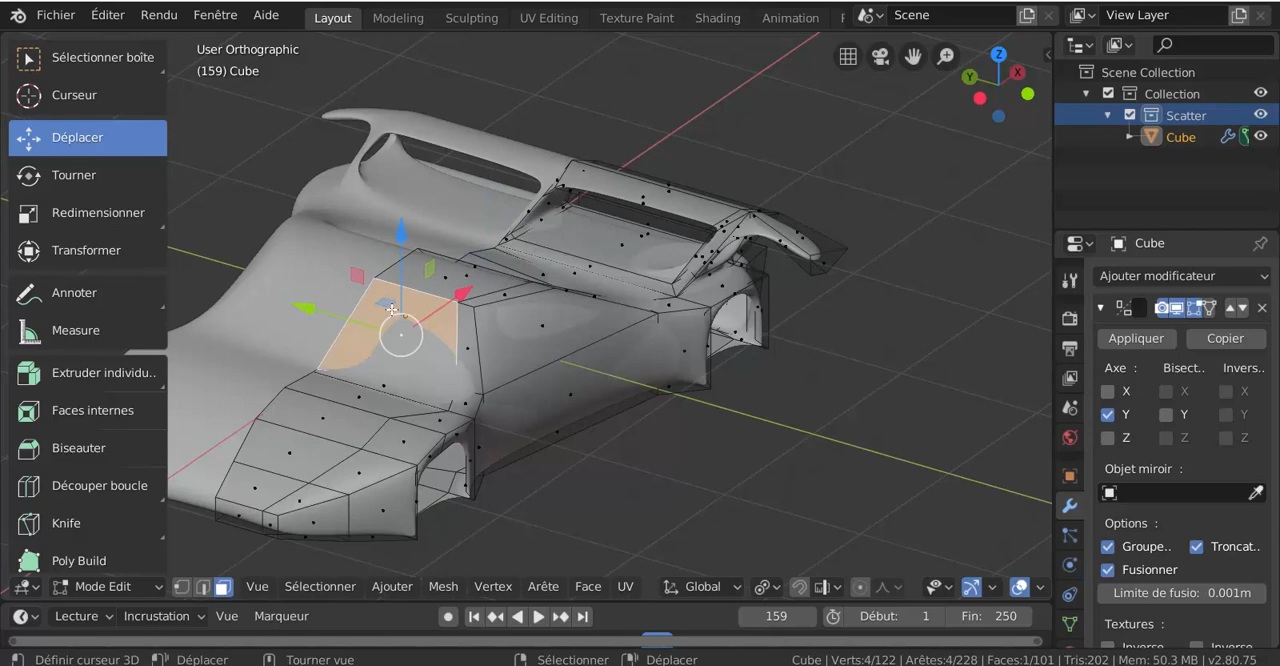 Fichier Éditer Rendu Fenêtre Aide Layout Modeling Sculpting UV Editing Texture Paint Shading Animation Scene View Layer
Sélectionner boîte
Curseur
Déplacer
Tourner
Redimensionner
Transformer
Annoter
Measure
Extruder individu..
Faces internes
Biseauter
Découper boucle
Knife
Poly Build
User Orthographic
(159) Cube
Z
Y
X
Scene Collection
Collection
Scatter
Cube
Cube
Ajouter modificateur
Appliquer Copier
Axe : Bisect.. Invers..
X X X
Y Y Y
Z Z Z
Objet miroir :
Options :
Groupe.. Troncat..
Fusionner
Limite de fusio: 0.001m
Textures :
Inverse Inverse
Mode Edit Vue Sélectionner Ajouter Mesh Vertex Arête Face UV Global
Lecture Incrustation Vue Marqueur 159 Début: 1 Fin: 250
Définir curseur 3D Déplacer Tourner vue Sélectionner Déplacer Cube | Verts:4/122 | Arêtes:4/228 | Faces:1/101 | Tris:202 | Mem: 50.3 MB | v2.80.75